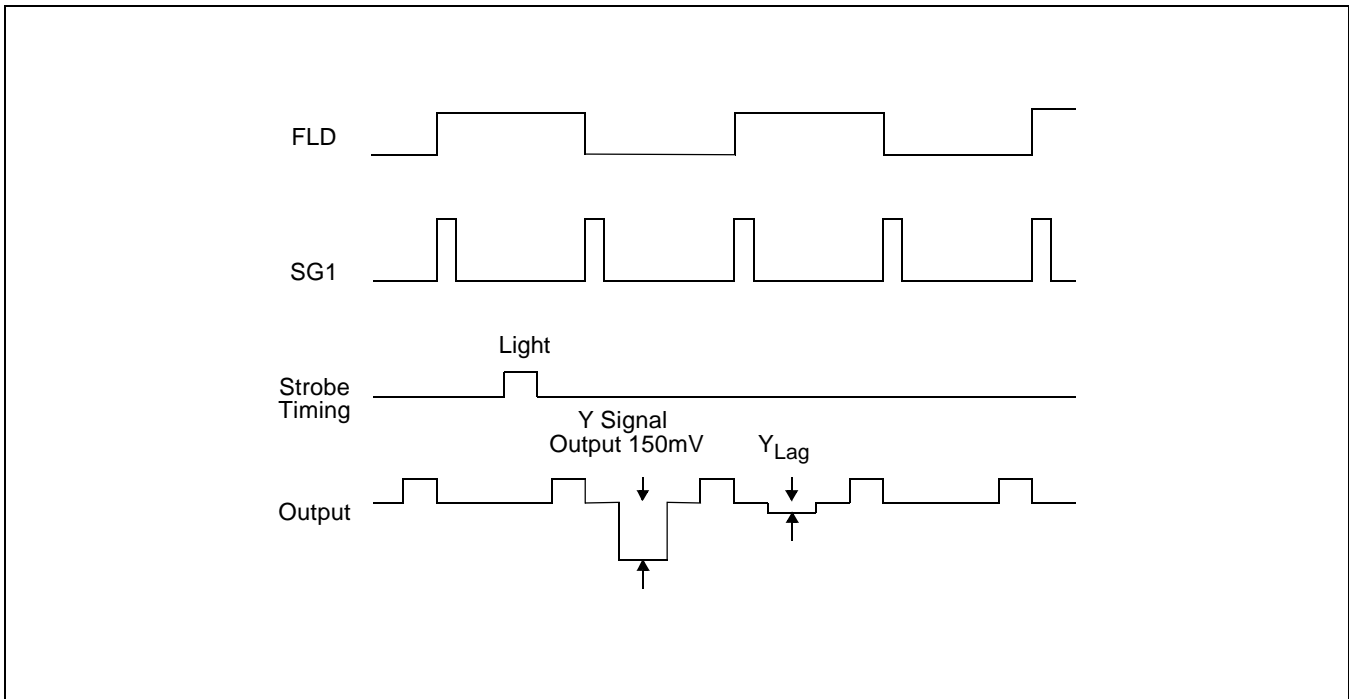 FLD
SG1
Light
Strobe
Timing
Y Signal
Output 150mV
YLag
Output